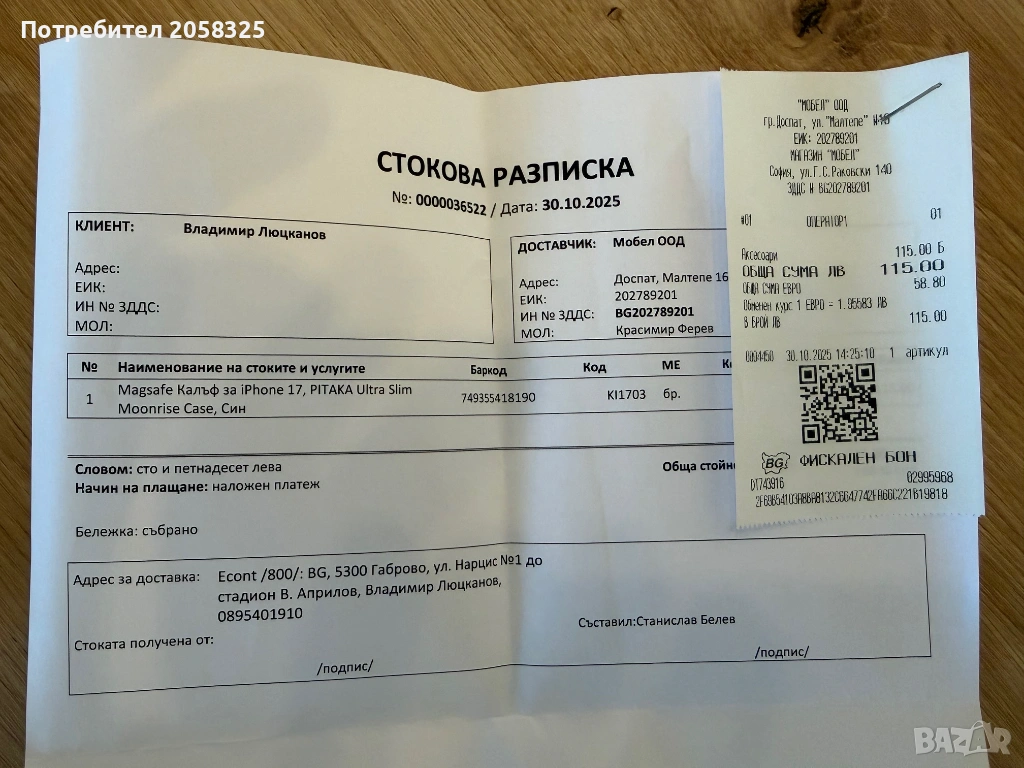 Потребител 2058325
СТОКОВА РАЗПИСКА
№: 0000036522 / Дата: 30.10.2025
КЛИЕНТ: Владимир Люцканов
Адрес:
ЕИК:
ИН № ЗДДС:
МОЛ:
ДОСТАВЧИК: Мобел ООД
Адрес: Доспат, Малтепе 16
ЕИК: 202789201
ИН № ЗДДС: BG202789201
МОЛ: Красимир Ферев
№ Наименование на стоките и услугите Баркод Код МЕ
1 Magsafe Калъф за iPhone 17, PITAKA Ultra Slim
Moonrise Case, Син 749355418190 KI1703 бр.
Словом: сто и петнадесет лева
Обща стойн
Начин на плащане: наложен платеж
Бележка: събрано
Адрес за доставка: Econt /800/: BG, 5300 Габрово, ул. Нарцис №1 до
стадион В. Априлов, Владимир Люцканов,
0895401910
Стоката получена от:
/подпис/
Съставил:Станислав Белев
/подпис/
"МОБЕЛ" ООД
гр.Доспат, ул."Малтепе"
ЕИК: 202789201
МАГАЗИН "МОБЕЛ"
София, ул.Г.С.Раковски 140
ЗДДС N BG202789201
#01 ОПЕРАТОР1 01
Аксесоари 115.00 Б
ОБЩА СУМА ЛВ 115.00
ОБЩА СУМА ЕВРО 58.80
Обменен курс 1 ЕВРО = 1.95583 ЛВ
В БРОЙ ЛВ 115.00
0004450 30.10.2025 14:25:10 1 артикул
BG ФИСКАЛЕН БОН
DT743916 02995968
BAZAR